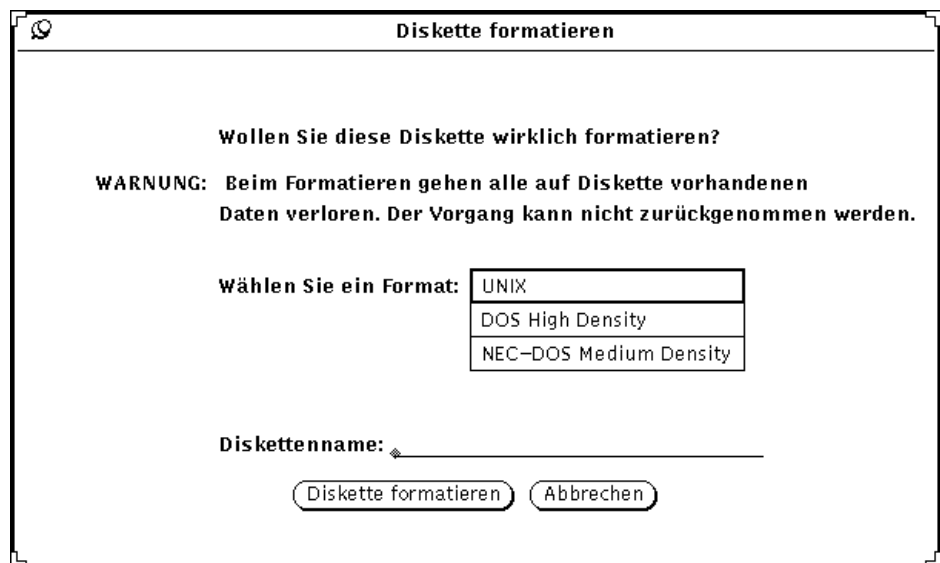 Diskette formatieren
Wollen Sie diese Diskette wirklich formatieren?
WARNUNG: Beim Formatieren gehen alle auf Diskette vorhandenen
Daten verloren. Der Vorgang kann nicht zurückgenommen werden.
Wählen Sie ein Format: UNIX
DOS High Density
NEC-DOS Medium Density
Diskettenname:
Diskette formatieren Abbrechen